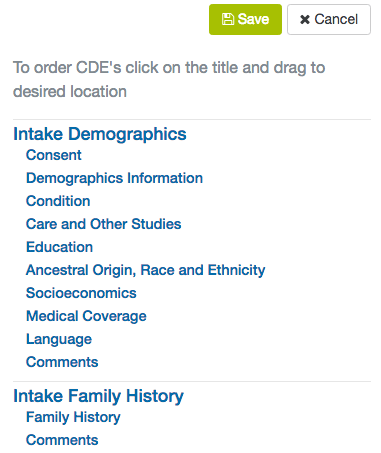 Save Cancel
To order CDE's click on the title and drag to
desired location
Intake Demographics
Consent
Demographics Information
Condition
Care and Other Studies
Education
Ancestral Origin, Race and Ethnicity
Socioeconomics
Medical Coverage
Language
Comments
Intake Family History
Family History
Comments